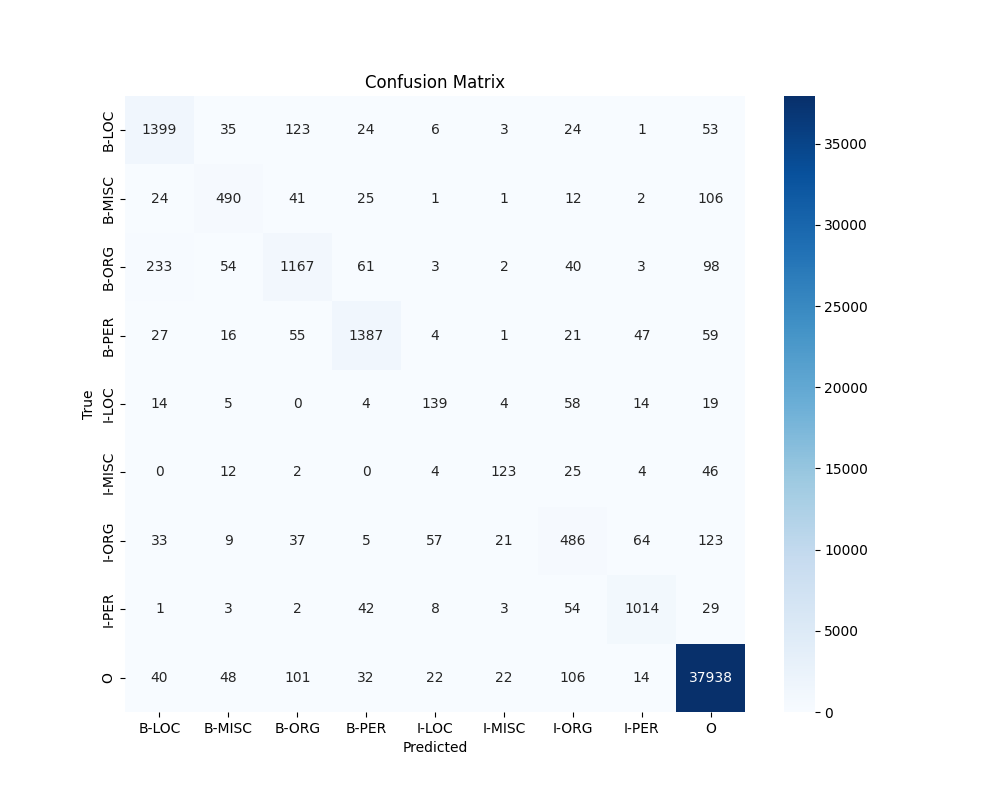 Confusion Matrix
B-LOC 1399 35 123 24 6 3 24 1 53
B-MISC 24 490 41 25 1 1 12 2 106
B-ORG 233 54 1167 61 3 2 40 3 98
B-PER 27 16 55 1387 4 1 21 47 59
I-LOC 14 5 0 4 139 4 58 14 19
I-MISC 0 12 2 0 4 123 25 4 46
I-ORG 33 9 37 5 57 21 486 64 123
I-PER 1 3 2 42 8 3 54 1014 29
O 40 48 101 32 22 22 106 14 37938
B-LOC B-MISC B-ORG B-PER I-LOC I-MISC I-ORG I-PER O
Predicted
True
35000
30000
25000
20000
15000
10000
5000
0